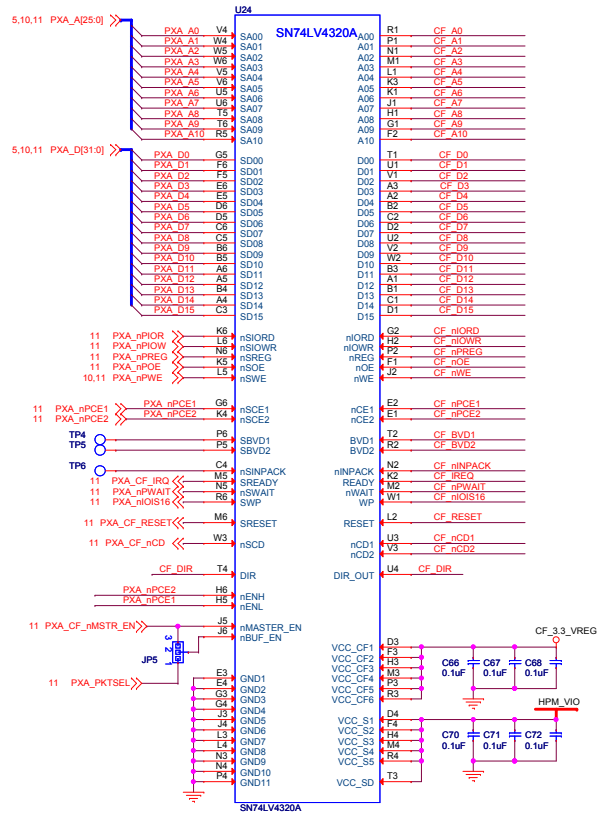 U24
5,10,11 PXA_A[25:0]
SN74LV4320A
PXA_A0 V4 SA00 A00 R1 CF_A0
PXA_A1 W4 SA01 A01 P1 CF_A1
PXA_A2 W5 SA02 A02 N1 CF_A2
PXA_A3 W6 SA03 A03 M1 CF_A3
PXA_A4 V5 SA04 A04 L1 CF_A4
PXA_A5 V6 SA05 A05 K3 CF_A5
PXA_A6 U5 SA06 A06 K1 CF_A6
PXA_A7 U6 SA07 A07 J1 CF_A7
PXA_A8 T5 SA08 A08 H1 CF_A8
PXA_A9 T6 SA09 A09 G1 CF_A9
PXA_A10 R5 SA10 A10 F2 CF_A10
5,10,11 PXA_D[31:0]
PXA_D0 G5 SD00 D00 T1 CF_D0
PXA_D1 F6 SD01 D01 U1 CF_D1
PXA_D2 F5 SD02 D02 V1 CF_D2
PXA_D3 E6 SD03 D03 A3 CF_D3
PXA_D4 E5 SD04 D04 A2 CF_D4
PXA_D5 D6 SD05 D05 B2 CF_D5
PXA_D6 D5 SD06 D06 C2 CF_D6
PXA_D7 C6 SD07 D07 D2 CF_D7
PXA_D8 C5 SD08 D08 U2 CF_D8
PXA_D9 B6 SD09 D09 V2 CF_D9
PXA_D10 B5 SD10 D10 W2 CF_D10
PXA_D11 A6 SD11 D11 B3 CF_D11
PXA_D12 A5 SD12 D12 A1 CF_D12
PXA_D13 B4 SD13 D13 B1 CF_D13
PXA_D14 A4 SD14 D14 C1 CF_D14
PXA_D15 C3 SD15 D15 D1 CF_D15
11 PXA_nPIOR K6 nSIORD nIORD G2 CF_nIORD
11 PXA_nPIOW L6 nSIOWR nIOWR H2 CF_nIOWR
11 PXA_nPREG N6 nSREG nREG P2 CF_nPREG
11 PXA_nPOE K5 nSOE nOE F1 CF_nOE
10,11 PXA_nPWE L5 nSWE nWE J2 CF_nWE
11 PXA_nPCE1 G6 nSCE1 nCE1 E2 CF_nPCE1
11 PXA_nPCE2 K4 nSCE2 nCE2 E1 CF_nPCE2
TP4 P6 SBVD1 BVD1 T2 CF_BVD1
TP5 P5 SBVD2 BVD2 R2 CF_BVD2
TP6 C4 nSINPACK nINPACK N2 CF_nINPACK
11 PXA_CF_IRQ M5 SREADY READY K2 CF_IREQ
11 PXA_nPWAIT N5 nSWAIT nWAIT M2 CF_nPWAIT
11 PXA_nIOIS16 R6 SWP WP W1 CF_nIOIS16
11 PXA_CF_RESET M6 SRESET RESET L2 CF_RESET
11 PXA_CF_nCD W3 nSCD nCD1 U3 CF_nCD1
nCD2 V3 CF_nCD2
CF_DIR T4 DIR DIR_OUT U4 CF_DIR
PXA_nPCE2 H6 nENH
PXA_nPCE1 H5 nENL
11 PXA_CF_nMSTR_EN J5 nMASTER_EN
J6 nBUF_EN
3
2
1
JP5
11 PXA_PKTSEL
CF_3.3_VREG
VCC_CF1 D3
VCC_CF2 F3
VCC_CF3 H3
VCC_CF4 M3
VCC_CF5 P3
VCC_CF6 R3
C66 C67 C68
0.1uF 0.1uF 0.1uF
E3 GND1
E4 GND2
G3 GND3
G4 GND4
J3 GND5
J4 GND6
L3 GND7
L4 GND8
N3 GND9
N4 GND10
P4 GND11
HPM_VIO
VCC_S1 D4
VCC_S2 F4
VCC_S3 H4
VCC_S4 M4
VCC_S5 R4
VCC_SD T3
C70 C71 C72
0.1uF 0.1uF 0.1uF
SN74LV4320A